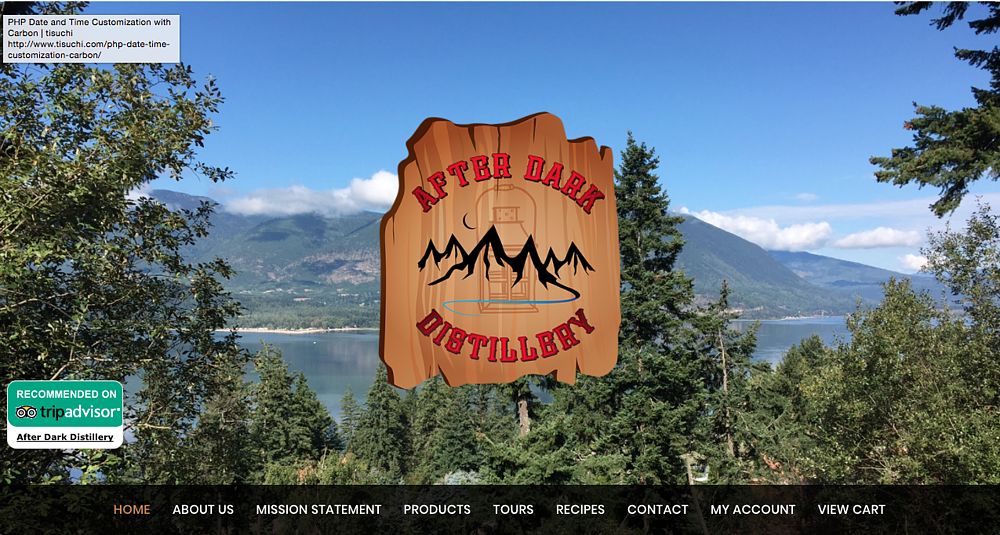 PHP Date and Time Customization with
Carbon | tisuchi
http://www.tisuchi.com/php-date-time-
customization-carbon/
AFTER DARK
DISTILLERY
RECOMMENDED ON
tripadvisor®
After Dark Distillery
HOME ABOUT US MISSION STATEMENT PRODUCTS TOURS RECIPES CONTACT MY ACCOUNT VIEW CART